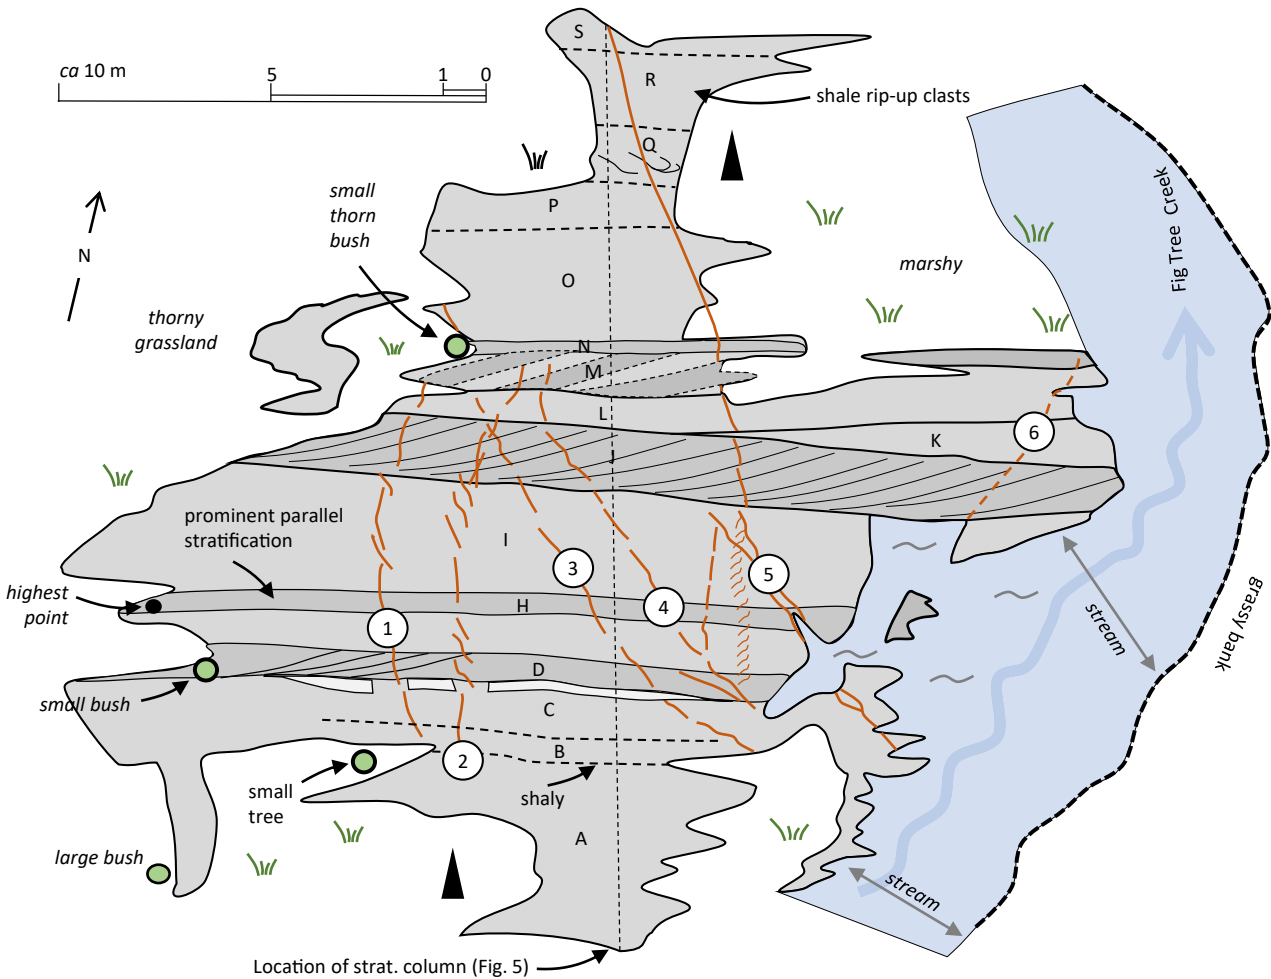 S
ca 10 m
5
1
0
R
shale rip-up clasts
Q
small
thorn
bush
P
Fig Tree Creek
N
marshy
O
thorny
grassland
N
M
L
K
6
J
prominent parallel
stratification
I
3
5
highest
point
H
4
1
stream
grassy bank
D
small bush
C
B
2
small
tree
shaly
A
large bush
stream
Location of strat. column (Fig. 5)